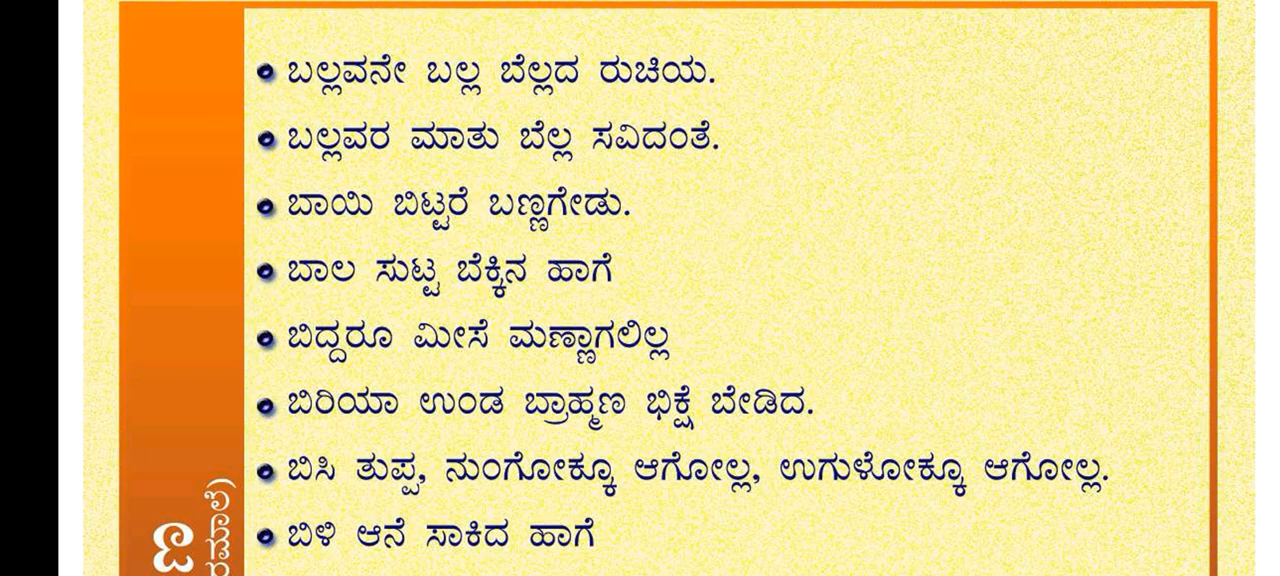 ಬಲ್ಲವನೇ ಬಲ್ಲ ಬೆಲ್ಲದ ರುಚಿಯ.
ಬಲ್ಲವರ ಮಾತು ಬೆಲ್ಲ ಸವಿದಂತೆ.
ಬಾಯಿ ಬಿಟ್ಟರೆ ಬಣ್ಣಗೇಡು.
ಬಾಲ ಸುಟ್ಟ ಬೆಕ್ಕಿನ ಹಾಗೆ
ಬಿದ್ದರೂ ಮೀಸೆ ಮಣ್ಣಾಗಲಿಲ್ಲ
ಬಿರಿಯಾ ಉಂಡ ಬ್ರಾಹ್ಮಣ ಭಿಕ್ಷೆ ಬೇಡಿದ.
ಬಿಸಿ ತುಪ್ಪ, ನುಂಗೋಕ್ಕೂ ಆಗೋಲ್ಲ, ಉಗುಳೋಕ್ಕೂ ಆಗೋಲ್ಲ.
ಬಿಳಿ ಆನೆ ಸಾಕಿದ ಹಾಗೆ